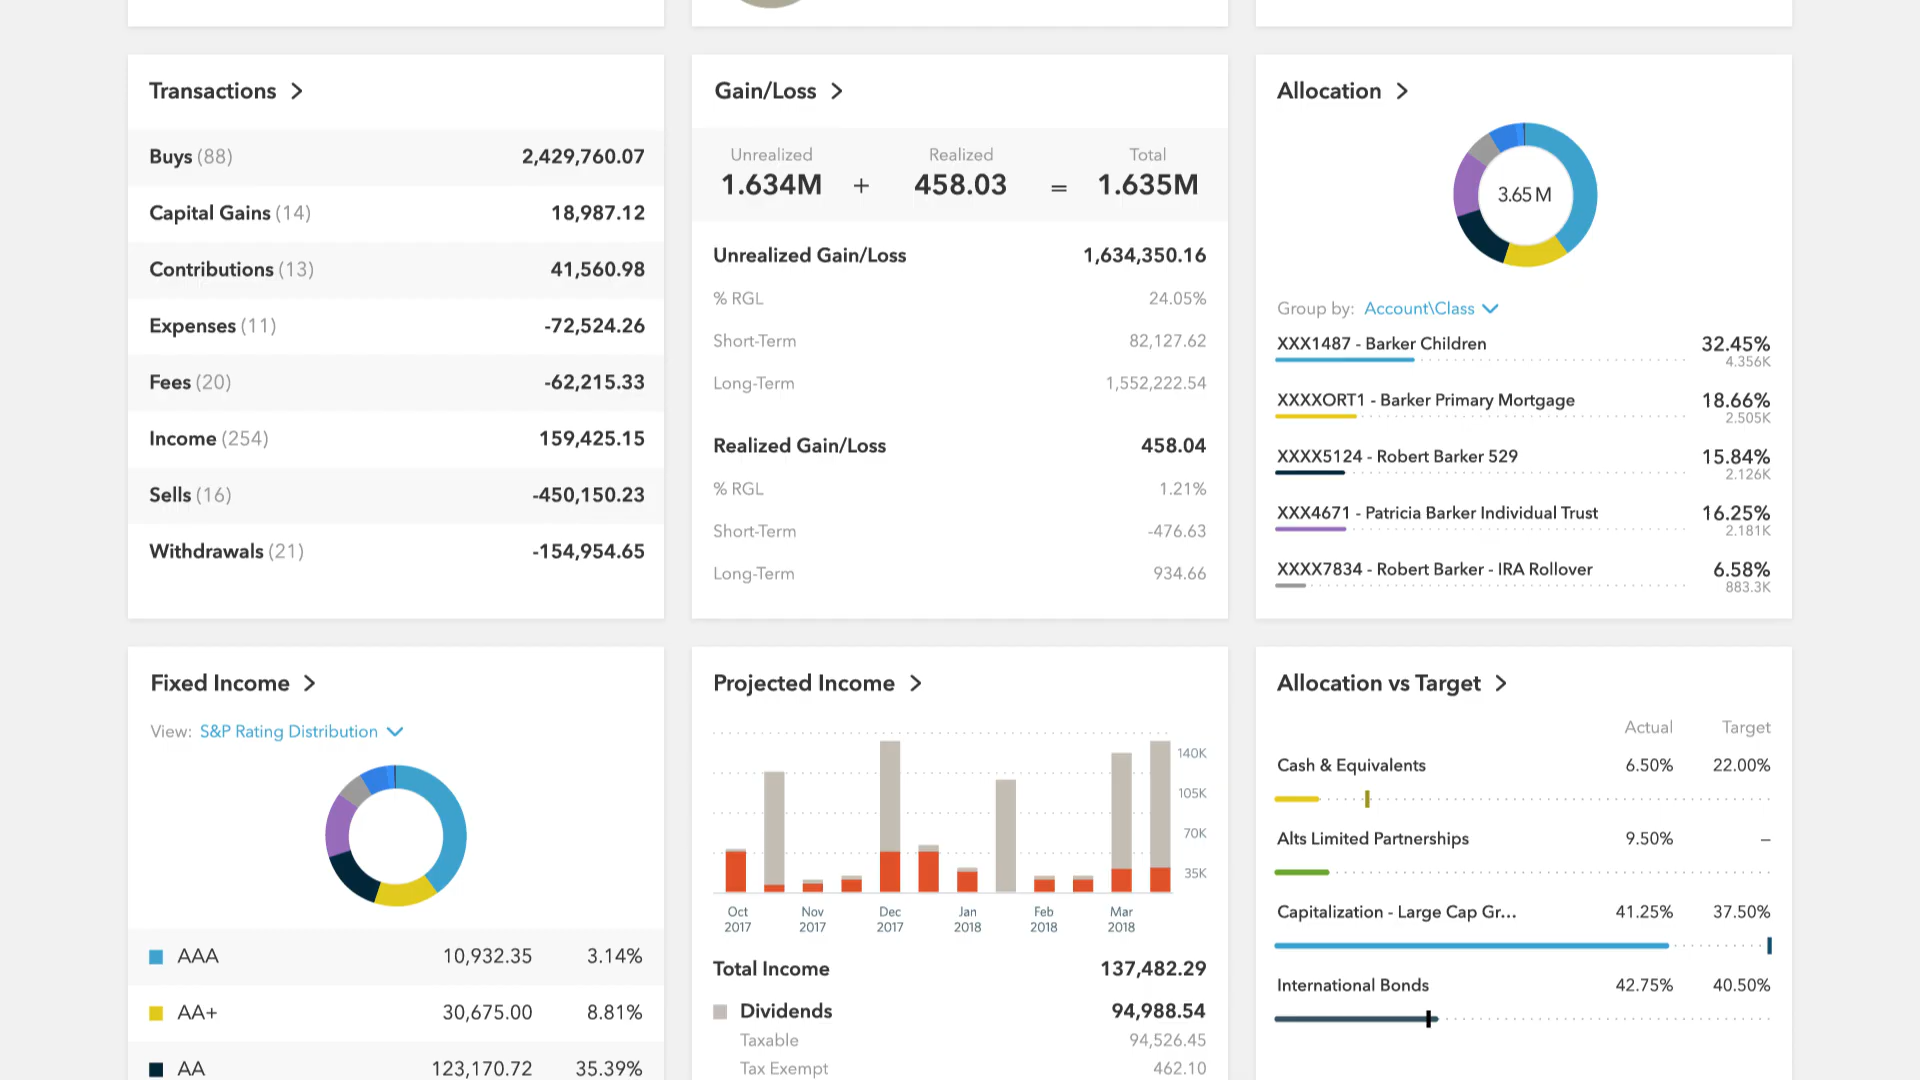 Transactions
Buys (88) 2,429,760.07
Capital Gains (14) 18,987.12
Contributions (13) 41,560.98
Expenses (11) -72,524.26
Fees (20) -62,215.33
Income (254) 159,425.15
Sells (16) -450,150.23
Withdrawals (21) -154,954.65
Gain/Loss
Unrealized Realized Total
1.634M + 458.03 = 1.635M
Unrealized Gain/Loss 1,634,350.16
% RGL 24.05%
Short-Term 82,127.62
Long-Term 1,552,222.54
Realized Gain/Loss 458.04
% RGL 1.21%
Short-Term -476.63
Long-Term 934.66
Allocation
3.65 M
Group by: Account\Class
XXX1487 - Barker Children 32.45%
4.356K
XXXXORT1 - Barker Primary Mortgage 18.66%
2.505K
XXXX5124 - Robert Barker 529 15.84%
2.126K
XXX4671 - Patricia Barker Individual Trust 16.25%
2.181K
XXXX7834 - Robert Barker - IRA Rollover 6.58%
883.3K
Fixed Income
View: S&P Rating Distribution
AAA 10,932.35 3.14%
AA+ 30,675.00 8.81%
AA 123,170.72 35.39%
Projected Income
140K
105K
70K
35K
Oct Nov Dec Jan Feb Mar
2017 2017 2017 2018 2018 2018
Total Income 137,482.29
Dividends 94,988.54
Taxable 94,526.45
Tax Exempt 462.10
Allocation vs Target
Actual Target
Cash & Equivalents 6.50% 22.00%
Alts Limited Partnerships 9.50% –
Capitalization - Large Cap Gr... 41.25% 37.50%
International Bonds 42.75% 40.50%